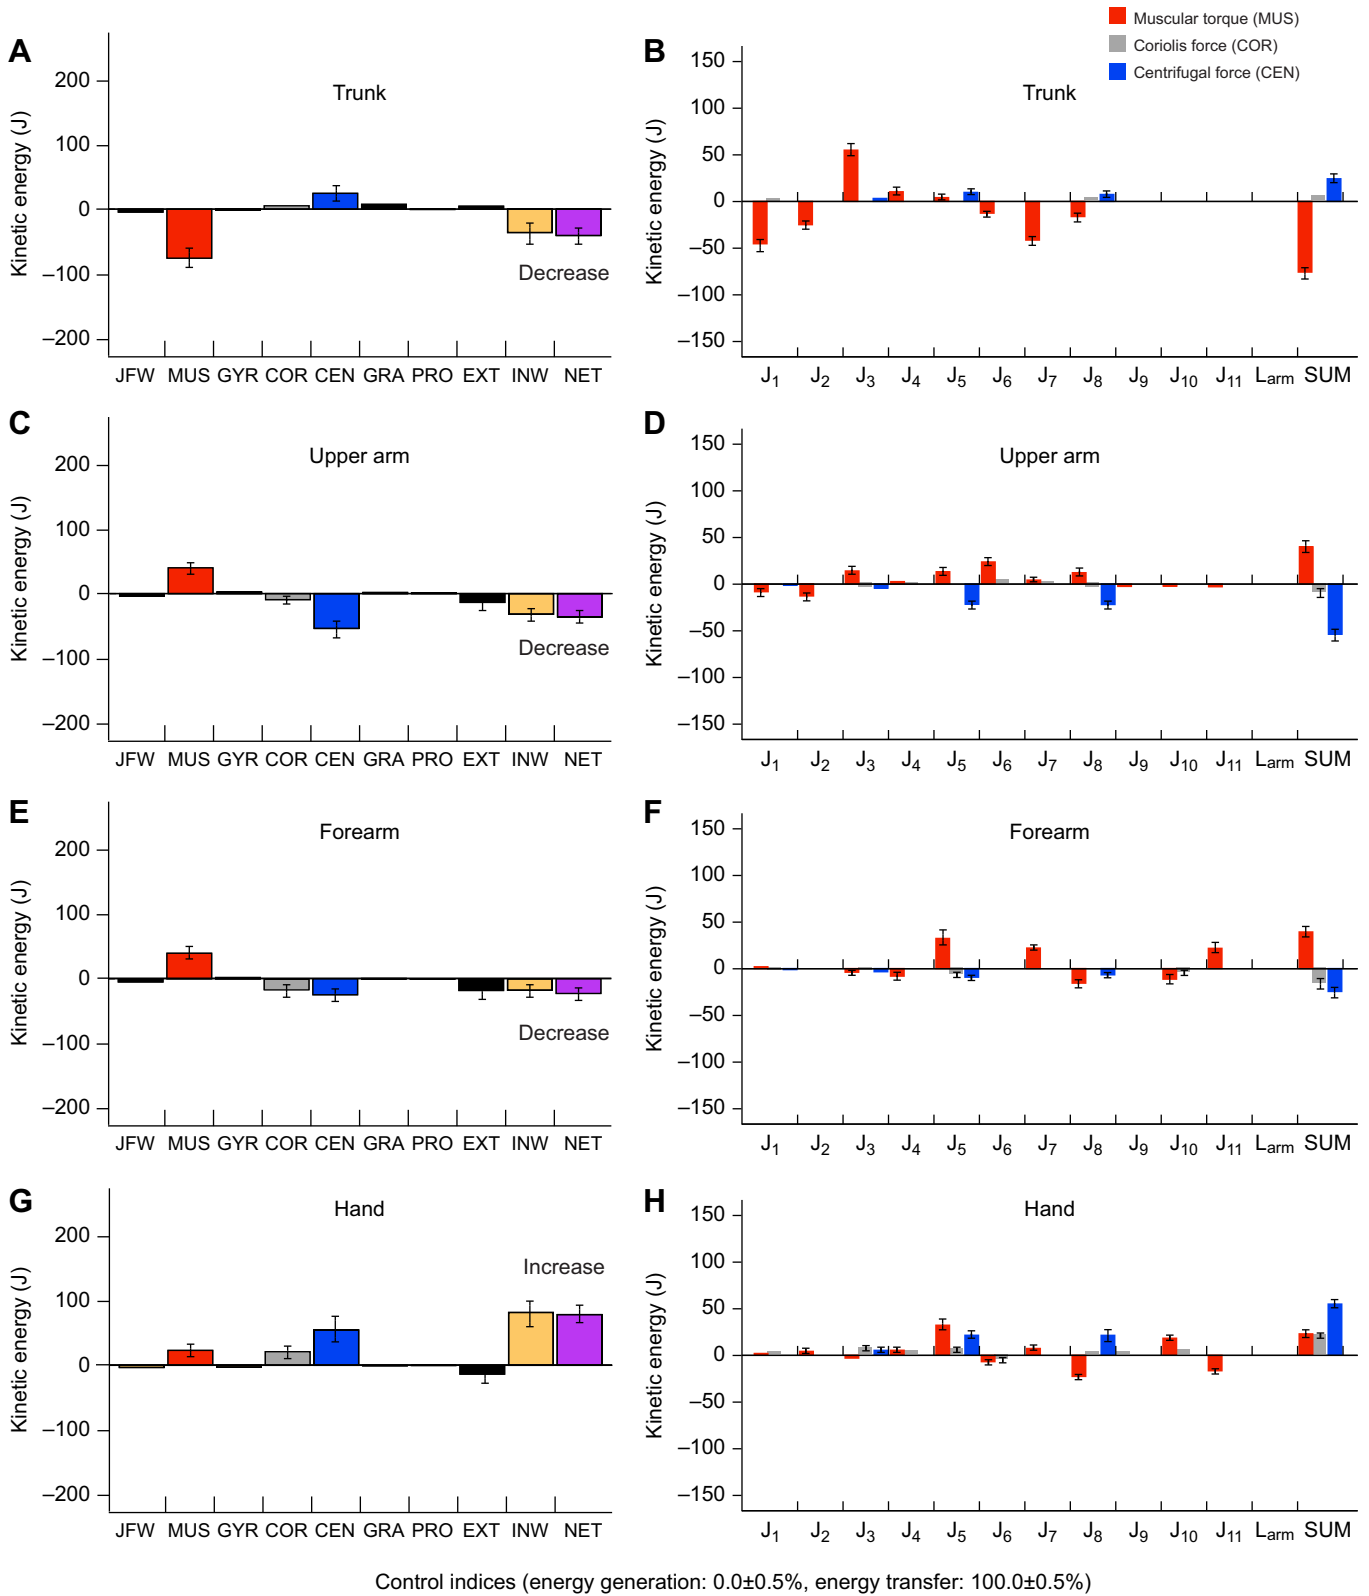 Muscular torque (MUS)
Coriolis force (COR)
Centrifugal force (CEN)
A
Trunk
Kinetic energy (J)
200
100
0
–100
–200
Decrease
JFW MUS GYR COR CEN GRA PRO EXT INW NET
B
Trunk
Kinetic energy (J)
150
100
50
0
–50
–100
–150
J1 J2 J3 J4 J5 J6 J7 J8 J9 J10 J11 Larm SUM
C
Upper arm
Kinetic energy (J)
200
100
0
–100
–200
Decrease
JFW MUS GYR COR CEN GRA PRO EXT INW NET
D
Upper arm
Kinetic energy (J)
150
100
50
0
–50
–100
–150
J1 J2 J3 J4 J5 J6 J7 J8 J9 J10 J11 Larm SUM
E
Forearm
Kinetic energy (J)
200
100
0
–100
–200
Decrease
JFW MUS GYR COR CEN GRA PRO EXT INW NET
F
Forearm
Kinetic energy (J)
150
100
50
0
–50
–100
–150
J1 J2 J3 J4 J5 J6 J7 J8 J9 J10 J11 Larm SUM
G
Hand
Kinetic energy (J)
200
100
0
–100
–200
Increase
JFW MUS GYR COR CEN GRA PRO EXT INW NET
H
Hand
Kinetic energy (J)
150
100
50
0
–50
–100
–150
J1 J2 J3 J4 J5 J6 J7 J8 J9 J10 J11 Larm SUM
Control indices (energy generation: 0.0±0.5%, energy transfer: 100.0±0.5%)